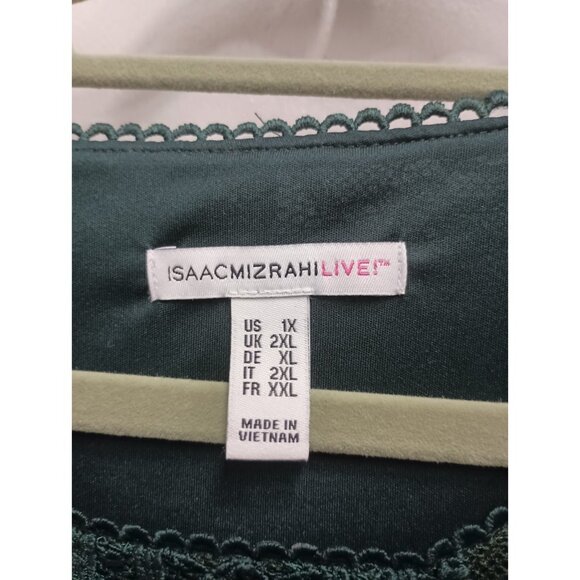 ISAACMIZRAHILIVE!™
US 1X
UK 2XL
DE XL
IT 2XL
FR XXL
MADE IN
VIETNAM